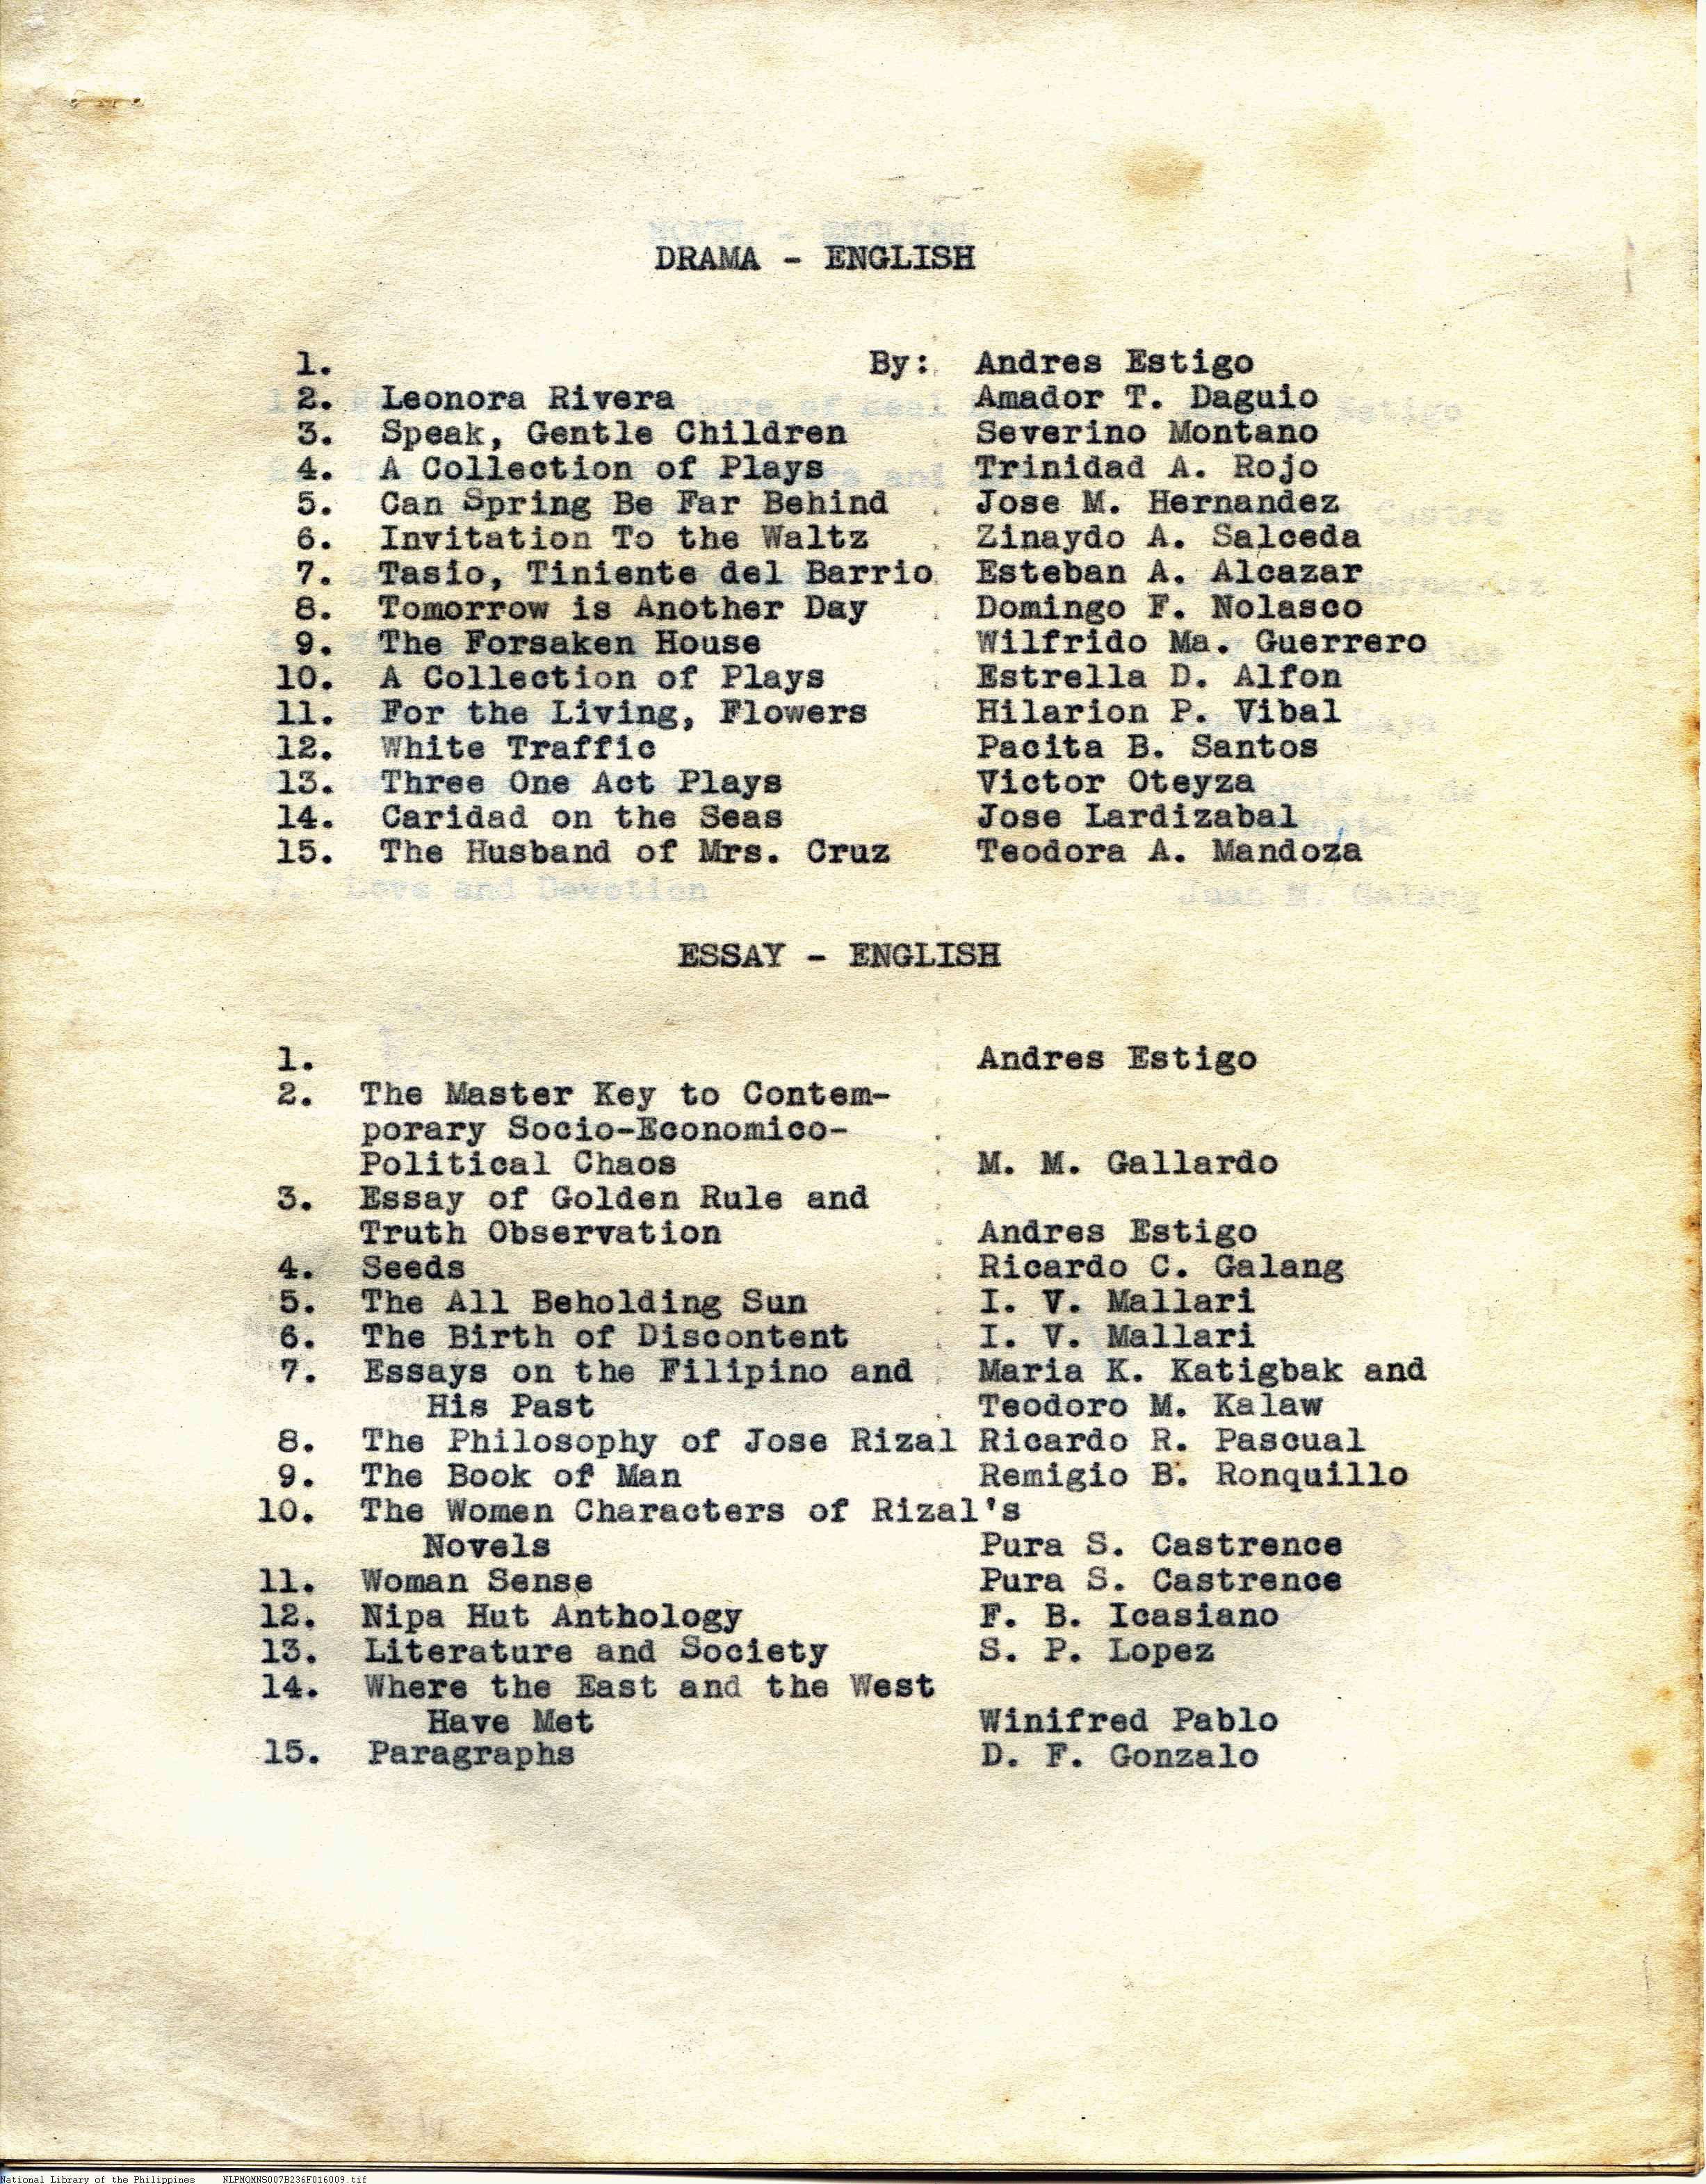 DRAMA - ENGLISH
1. By: Andres Estigo
2. Leonora Rivera Amador T. Daguio
3. Speak, Gentle Children Severino Montano
4. A Collection of Plays Trinidad A. Rojo
5. Can Spring Be Far Behind Jose M. Hernandez
6. Invitation To the Waltz Zinaydo A. Salceda
7. Tasio, Tiniente del Barrio Esteban A. Alcazar
8. Tomorrow is Another Day Domingo F. Nolasco
9. The Forsaken House Wilfrido Ma. Guerrero
10. A Collection of Plays Estrella D. Alfon
11. For the Living, Flowers Hilarion P. Vibal
12. White Traffic Pacita B. Santos
13. Three One Act Plays Victor Oteyza
14. Caridad on the Seas Jose Lardizabal
15. The Husband of Mrs. Cruz Teodora A. Mandoza
7. Love and Devotion Juan M. Galang
ESSAY - ENGLISH
1. Andres Estigo
2. The Master Key to Contem-
porary Socio-Economico-
Political Chaos M. M. Gallardo
3. Essay of Golden Rule and
Truth Observation Andres Estigo
4. Seeds Ricardo C. Galang
5. The All Beholding Sun I. V. Mallari
6. The Birth of Discontent I. V. Mallari
7. Essays on the Filipino and Maria K. Katigbak and
His Past Teodoro M. Kalaw
8. The Philosophy of Jose Rizal Ricardo R. Pascual
9. The Book of Man Remigio B. Ronquillo
10. The Women Characters of Rizal's
Novels Pura S. Castrence
11. Woman Sense Pura S. Castrence
12. Nipa Hut Anthology F. B. Icasiano
13. Literature and Society S. P. Lopez
14. Where the East and the West
Have Met Winifred Pablo
15. Paragraphs D. F. Gonzalo
National Library of the Philippines NLPMQMNS007B236F016009.tif